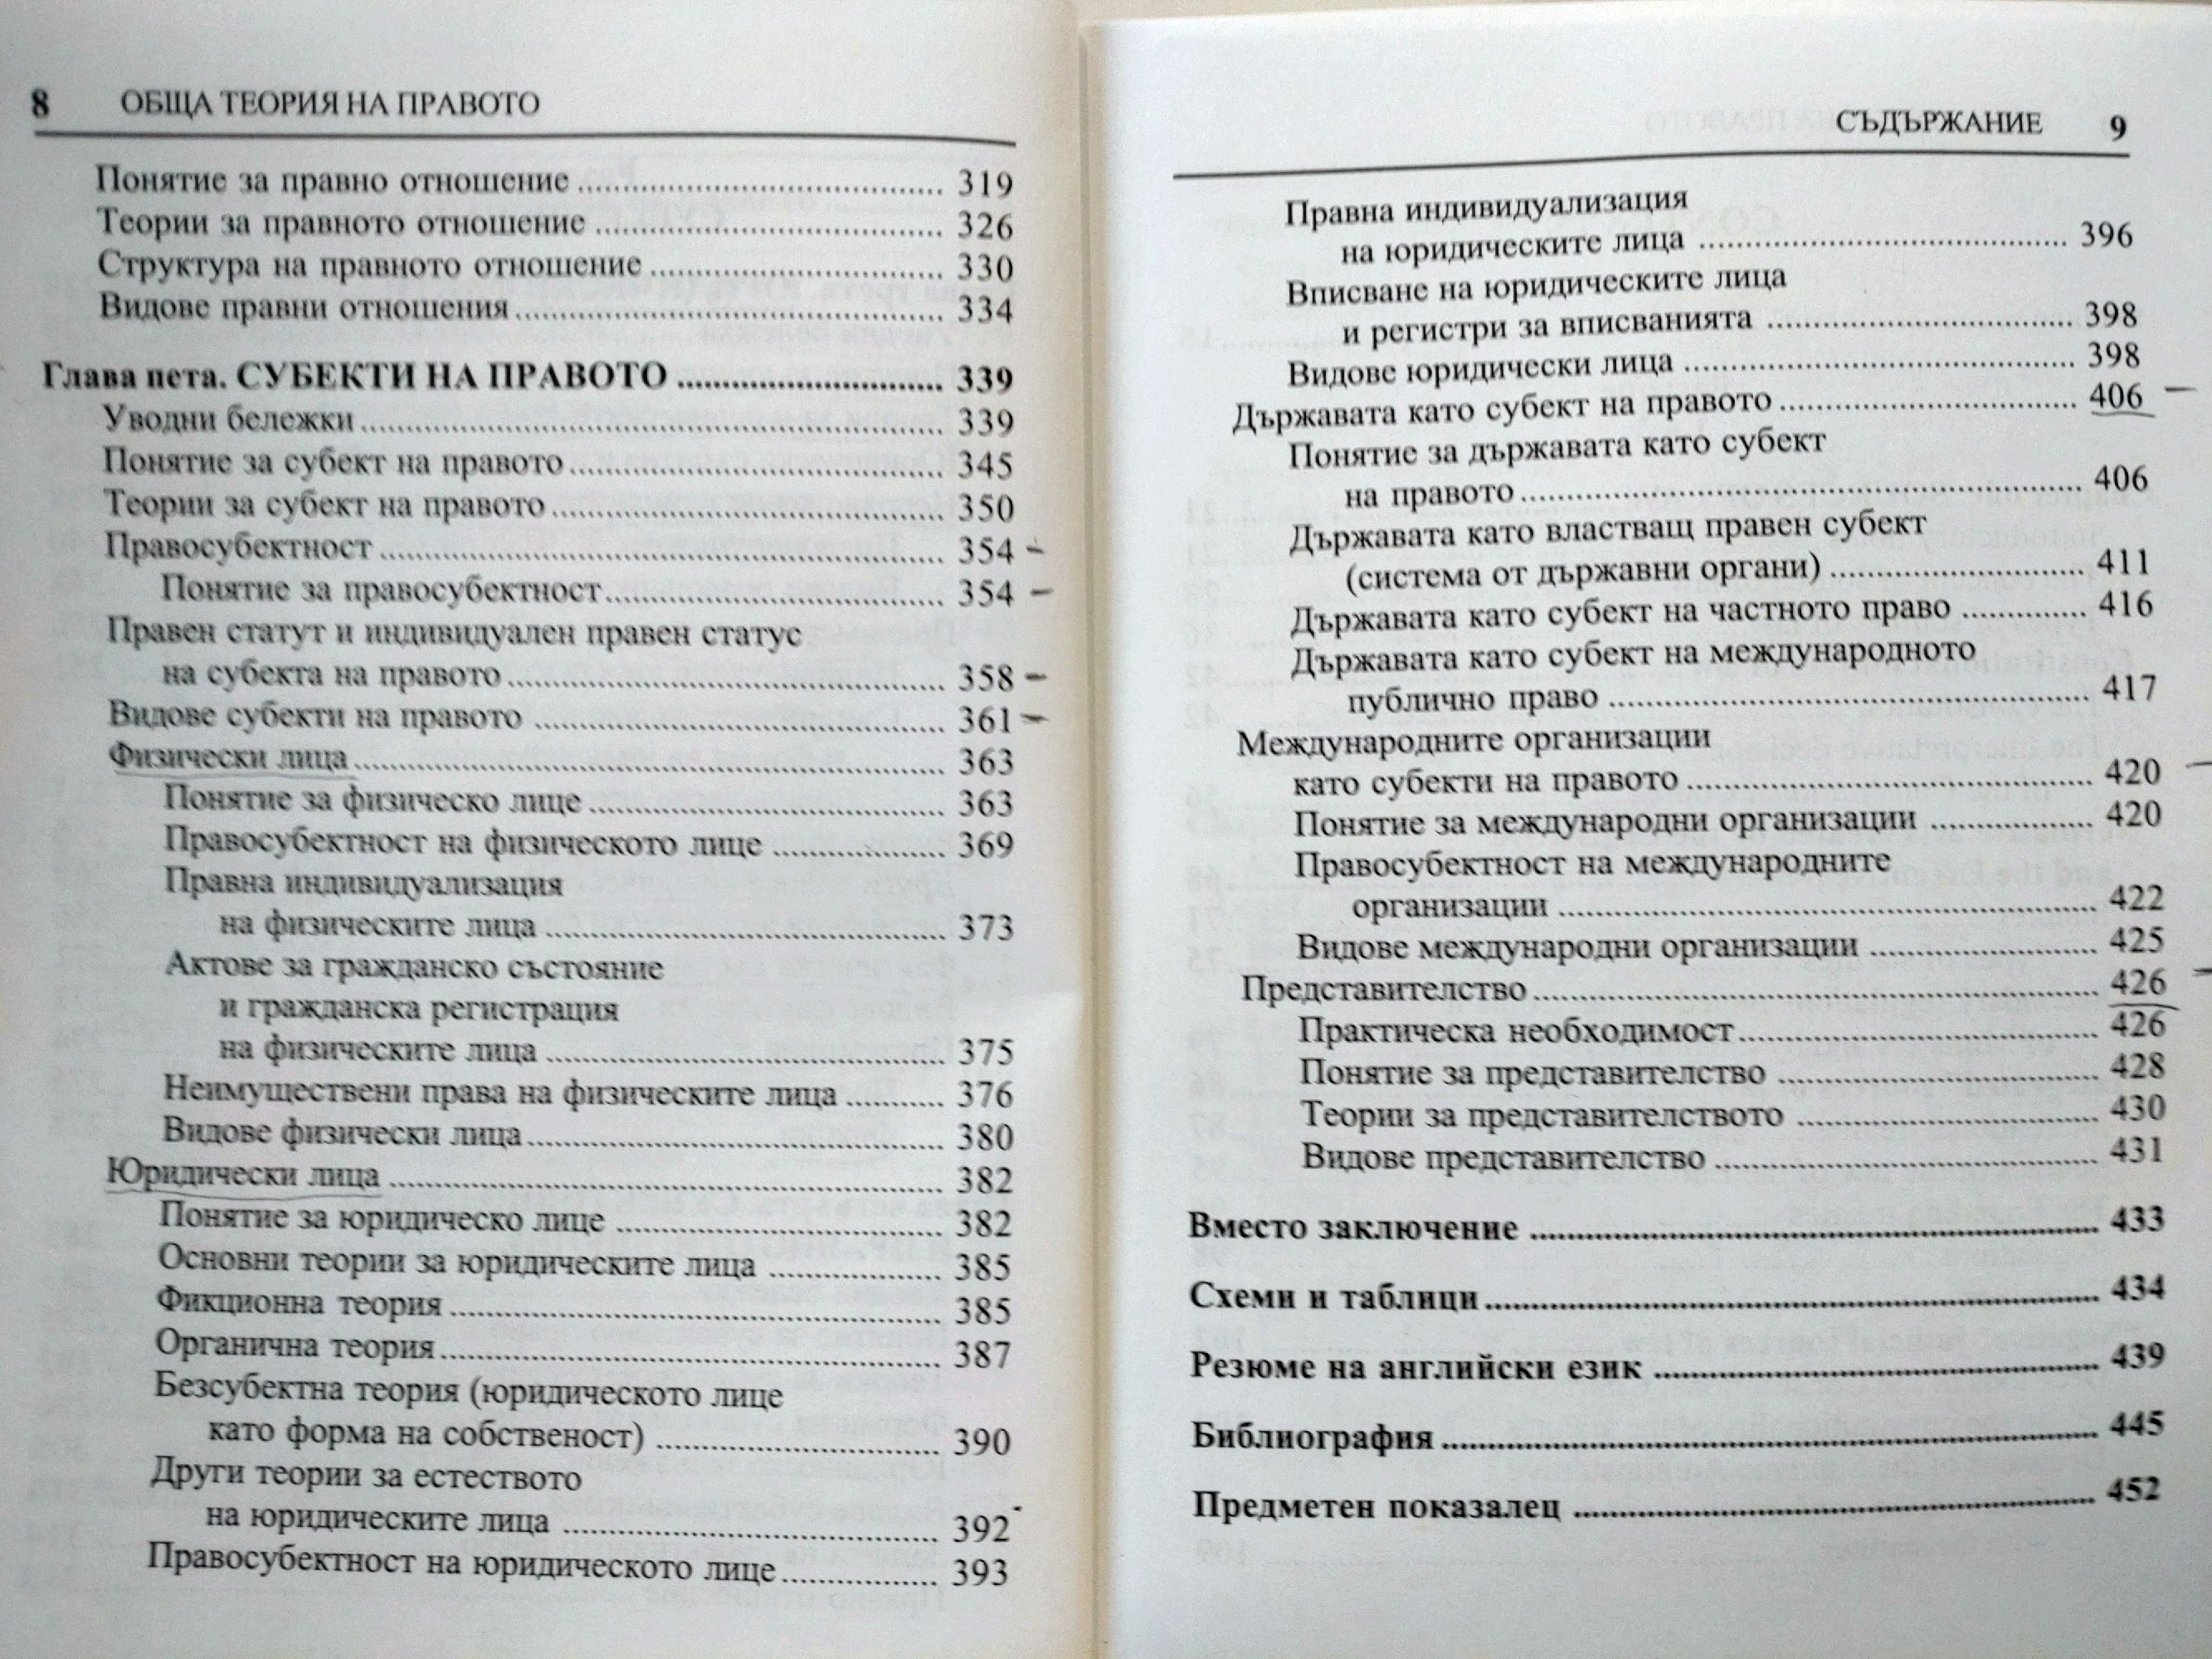 8 ОБЩА ТЕОРИЯ НА ПРАВОТО
Понятие за правно отношение ........................................ 319
Теории за правното отношение ...................................... 326
Структура на правното отношение ................................. 330
Видове правни отношения ............................................... 334
Глава пета. СУБЕКТИ НА ПРАВОТО ............................ 339
Уводни бележки ................................................................ 339
Понятие за субект на правото ......................................... 345
Теории за субект на правото ........................................... 350
Правосубектност .............................................................. 354
Понятие за правосубектност ..................................... 354
Правен статут и индивидуален правен статус
на субекта на правото ................................................ 358
Видове субекти на правото ............................................. 361
Физически лица ................................................................ 363
Понятие за физическо лице ....................................... 363
Правосубектност на физическото лице ................... 369
Правна индивидуализация
на физическите лица ............................................ 373
Актове за гражданско състояние
и гражданска регистрация
на физическите лица ............................................ 375
Неимуществени права на физическите лица ........... 376
Видове физически лица .............................................. 380
Юридически лица ............................................................. 382
Понятие за юридическо лице .................................... 382
Основни теории за юридическите лица ................... 385
Фикционна теория ...................................................... 385
Органична теория ....................................................... 387
Безсубектна теория (юридическото лице
като форма на собственост) ................................ 390
Други теории за естеството
на юридическите лица ......................................... 392
Правосубектност на юридическото лице ................. 393
СЪДЪРЖАНИЕ 9
Правна индивидуализация
на юридическите лица ......................................... 396
Вписване на юридическите лица
и регистри за вписванията .................................. 398
Видове юридически лица ........................................... 398
Държавата като субект на правото ................................. 406
Понятие за държавата като субект
на правото .............................................................. 406
Държавата като властващ правен субект
(система от държавни органи) ............................ 411
Държавата като субект на частното право .............. 416
Държавата като субект на международното
публично право ..................................................... 417
Международните организации
като субекти на правото ............................................. 420
Понятие за международни организации .................. 420
Правосубектност на международните
организации .......................................................... 422
Видове международни организации ......................... 425
Представителство ............................................................. 426
Практическа необходимост ........................................ 426
Понятие за представителство .................................... 428
Теории за представителството .................................. 430
Видове представителство ........................................... 431
Вместо заключение ............................................................ 433
Схеми и таблици ................................................................ 434
Резюме на английски език ................................................ 439
Библиография ..................................................................... 445
Предметен показалец ........................................................ 452